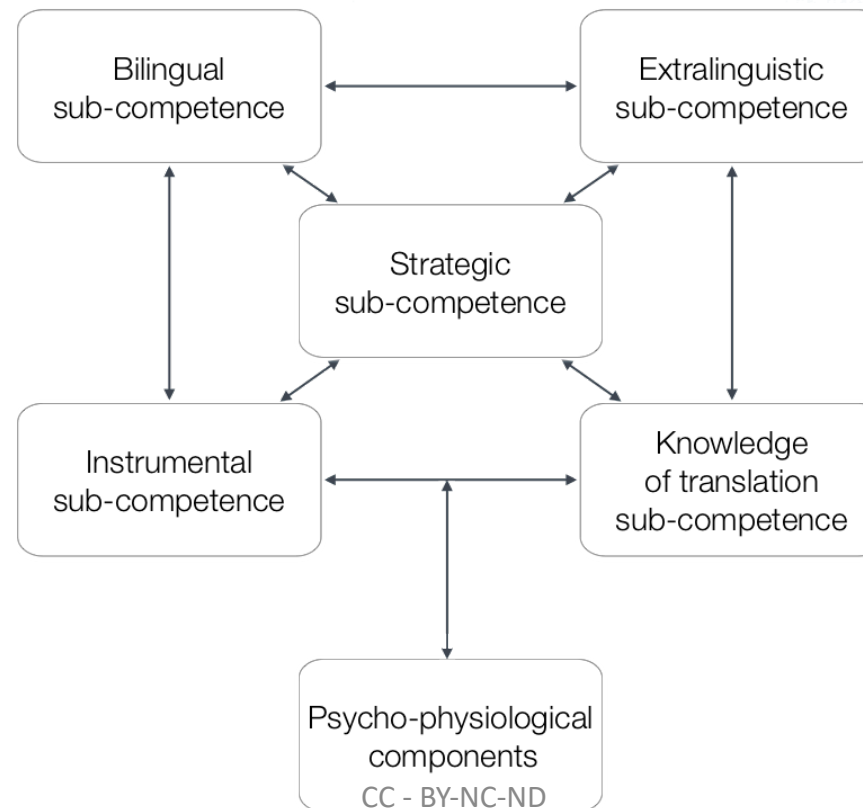 Bilingual
sub-competence
Extralinguistic
sub-competence
Strategic
sub-competence
Instrumental
sub-competence
Knowledge
of translation
sub-competence
Psycho-physiological
components
CC - BY-NC-ND